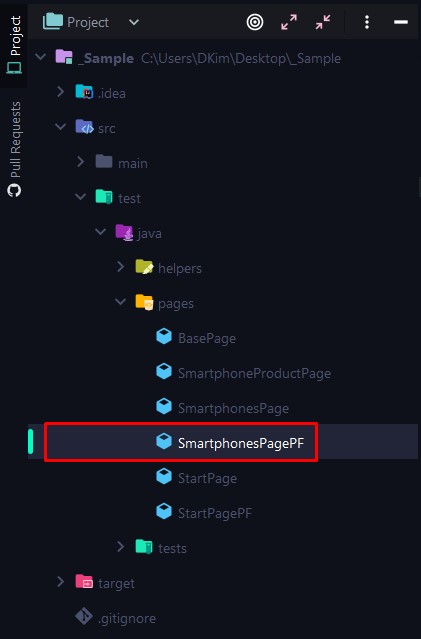 Project
Pull Requests
Project
_Sample C:\Users\DKim\Desktop\_Sample
.idea
src
main
test
java
helpers
pages
BasePage
SmartphoneProductPage
SmartphonesPage
SmartphonesPagePF
StartPage
StartPagePF
tests
target
.gitignore